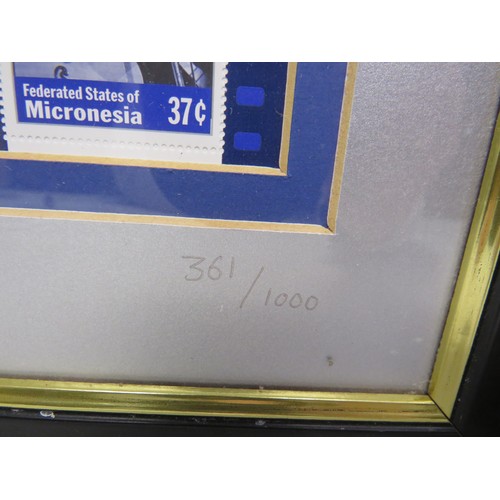 Federated States of
Micronesia 37¢
361/1000